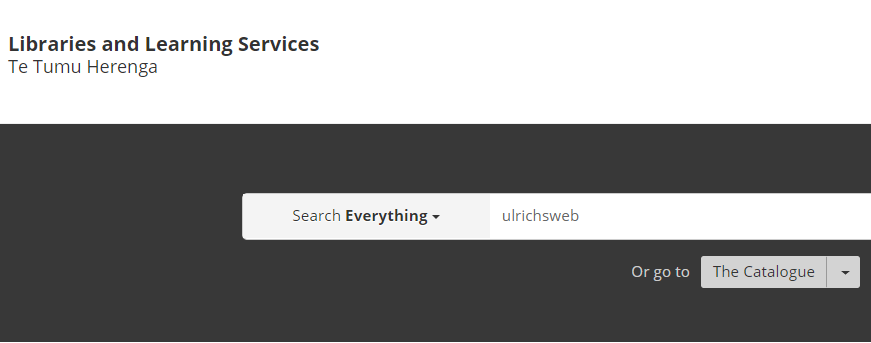 Libraries and Learning Services
Te Tumu Herenga
Search Everything
ulrichsweb
Or go to
The Catalogue